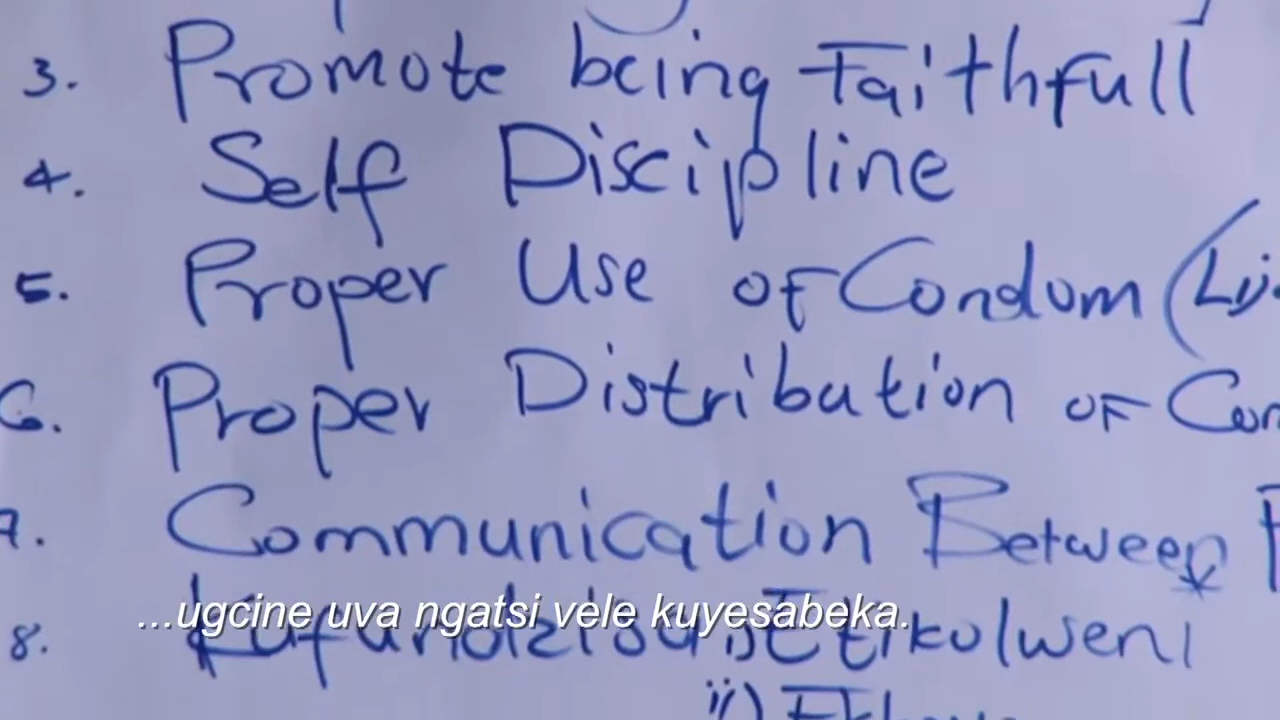 3. Promote being Faithfull
4. Self Discipline
5. Proper Use of Condom (
6. Proper Distribution of
7. Communication Between
...ugcine uva ngatsi vele kuyesabeka.
8. Etikolweni
ii)